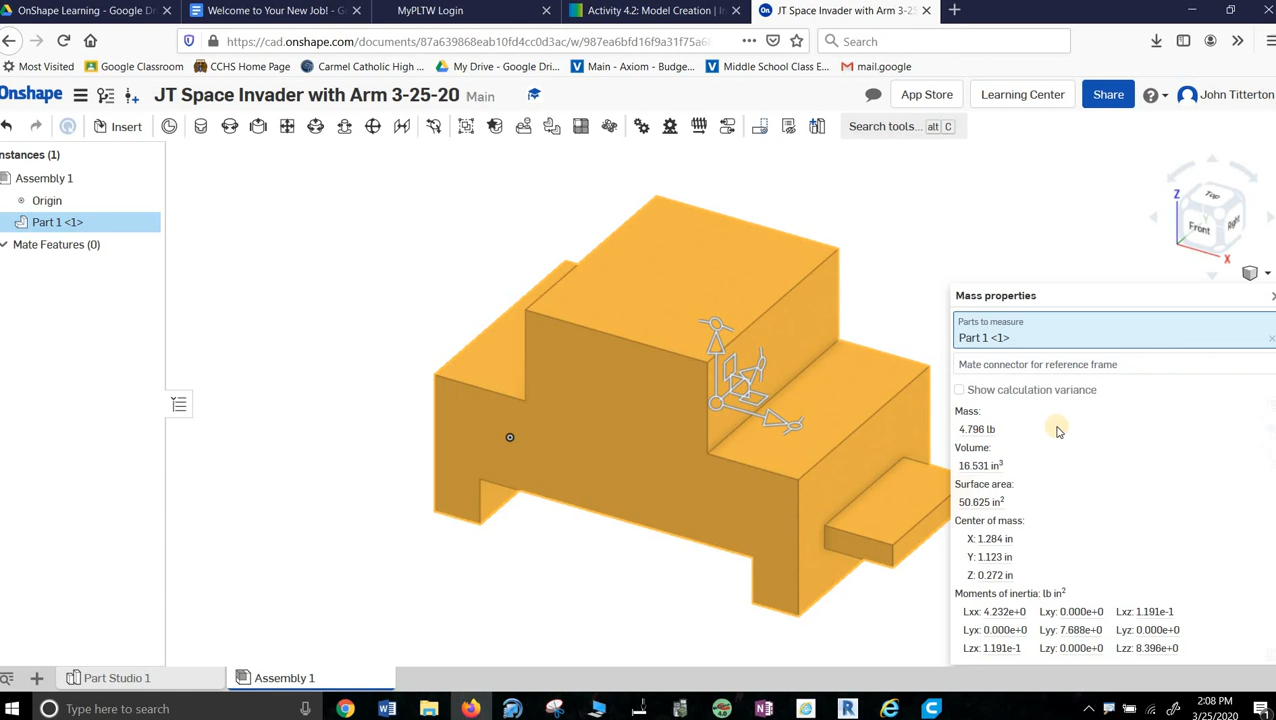 OnShape Learning - Google Driv
Welcome to Your New Job! - Go
MyPLTW Login
Activity 4.2: Model Creation | In
JT Space Invader with Arm 3-25-
https://cad.onshape.com/documents/87a639868eab10fd4cc0d3ac/w/987ea6bfd16f9a31f75a6
Search
Most Visited
Google Classroom
CCHS Home Page
Carmel Catholic High ...
My Drive - Google Dri...
Main - Axiom - Budge...
Middle School Class E...
mail.google
Onshape
JT Space Invader with Arm 3-25-20
Main
App Store
Learning Center
Share
John Titterton
Insert
Search tools...
alt
C
nstances (1)
Assembly 1
Origin
Part 1 <1>
Mate Features (0)
Z
Top
Front
Right
X
Mass properties
Parts to measure
Part 1 <1>
Mate connector for reference frame
Show calculation variance
Mass:
4.796 lb
Volume:
16.531 in³
Surface area:
50.625 in²
Center of mass:
X: 1.284 in
Y: 1.123 in
Z: 0.272 in
Moments of inertia: lb in²
Lxx: 4.232e+0 Lxy: 0.000e+0 Lxz: 1.191e-1
Lyx: 0.000e+0 Lyy: 7.688e+0 Lyz: 0.000e+0
Lzx: 1.191e-1 Lzy: 0.000e+0 Lzz: 8.396e+0
Part Studio 1
Assembly 1
Type here to search
2:08 PM
3/25/2020